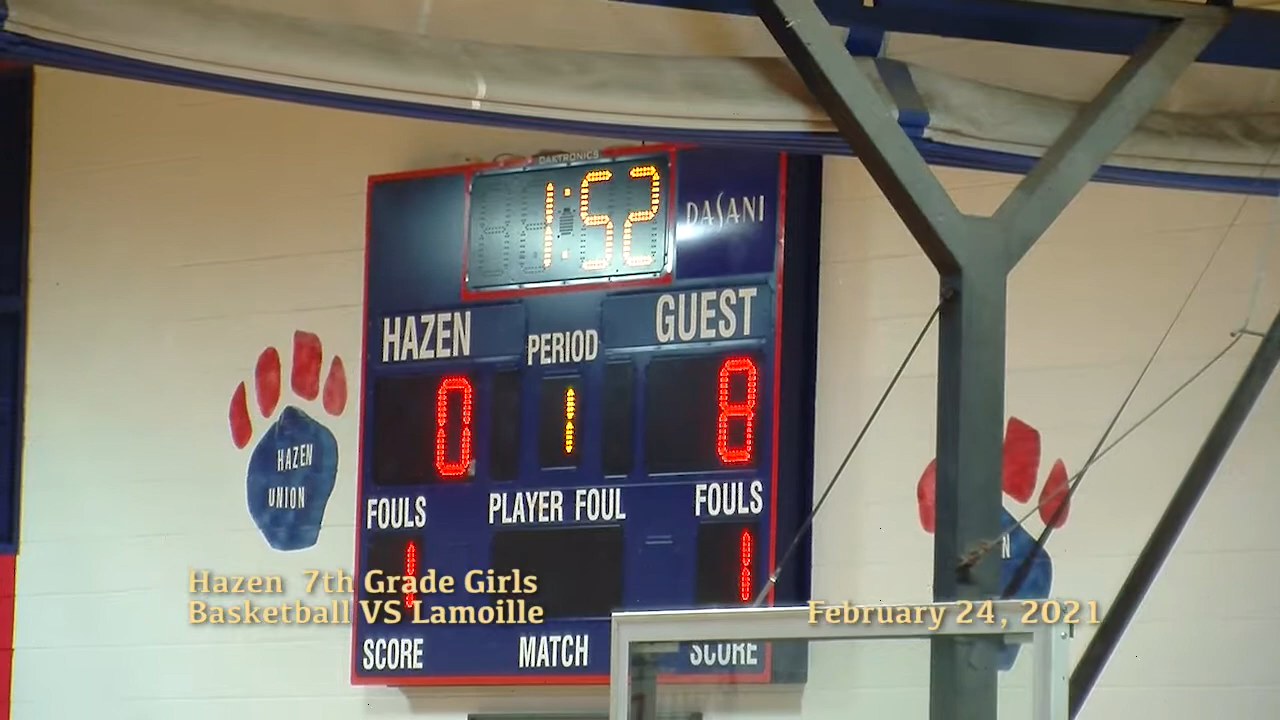 DAKTRONICS
1:52
DASANI
HAZEN
PERIOD
GUEST
0
1
8
HAZEN
UNION
N
FOULS
PLAYER FOUL
FOULS
1
1
Hazen 7th Grade Girls
Basketball VS Lamoille
February 24, 2021
SCORE
MATCH
SCORE